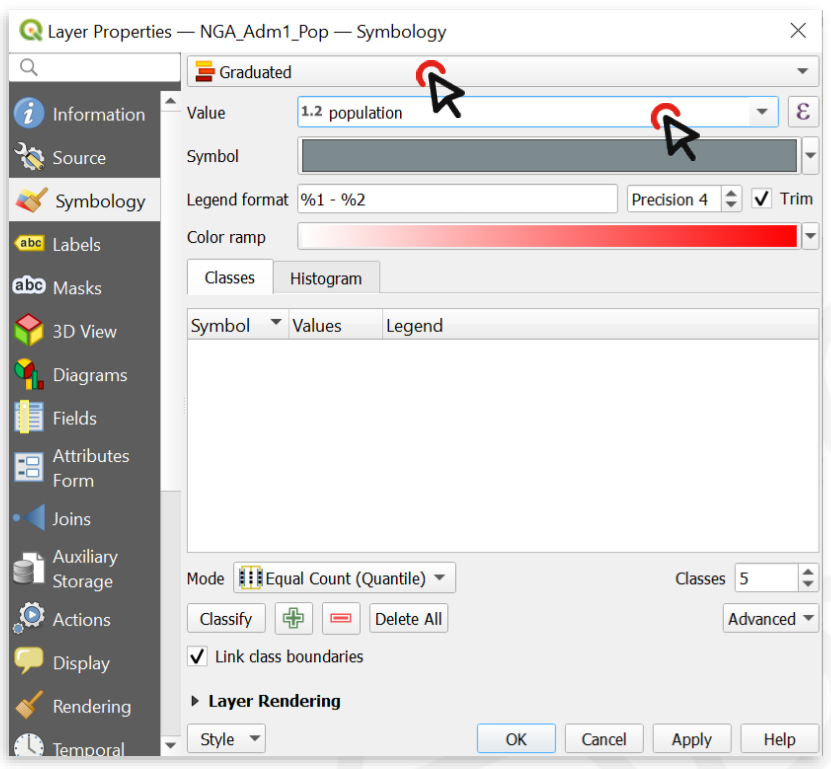 Layer Properties — NGA_Adm1_Pop — Symbology
Graduated
Information
Value
1.2 population
ε
Source
Symbol
Symbology
Legend format
%1 - %2
Precision 4
Trim
abc Labels
Color ramp
abc Masks
Classes
Histogram
3D View
Symbol
Values
Legend
Diagrams
Fields
Attributes
Form
Joins
Auxiliary
Storage
Mode
Equal Count (Quantile)
Classes
5
Actions
Classify
Delete All
Advanced
Display
Link class boundaries
Rendering
Layer Rendering
Temporal
Style
OK
Cancel
Apply
Help